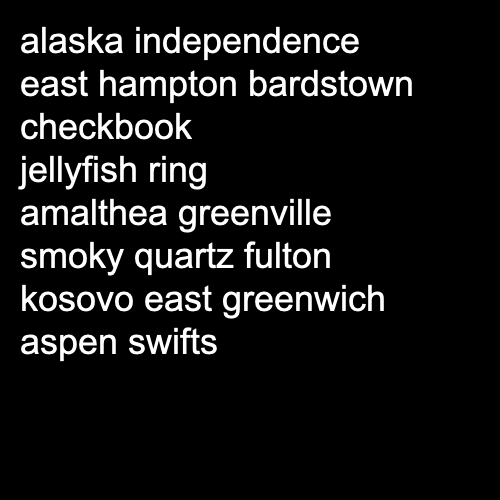 alaska independence
east hampton bardstown
checkbook
jellyfish ring
amalthea greenville
smoky quartz fulton
kosovo east greenwich
aspen swifts